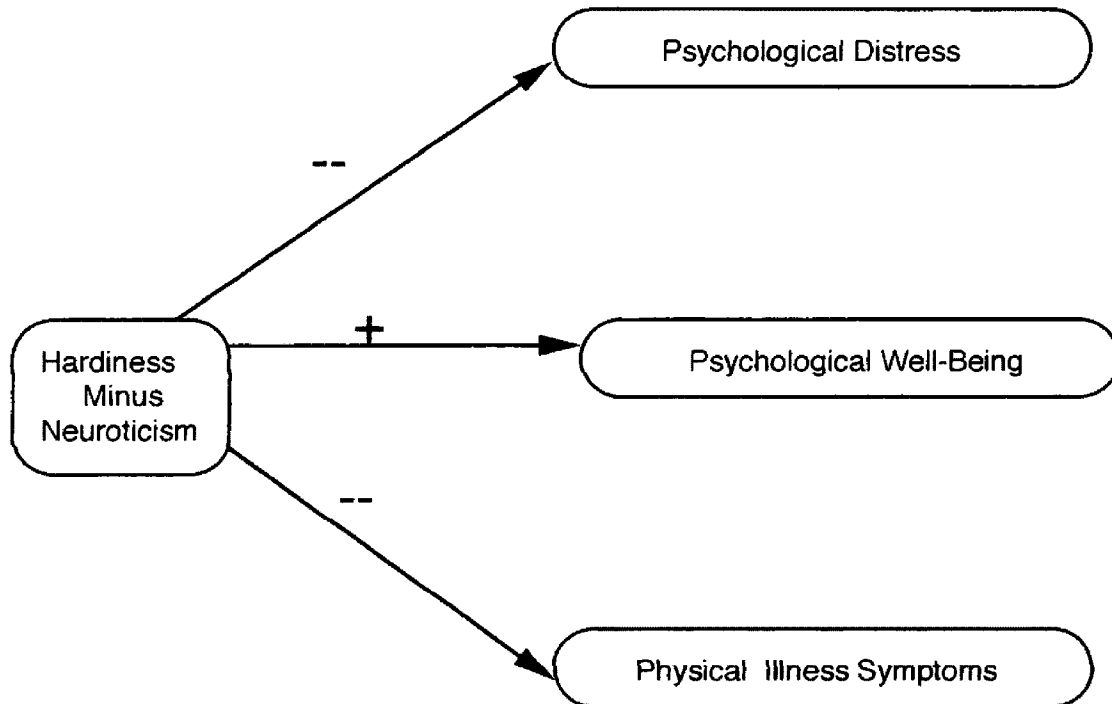 Psychological Distress
--
+
Psychological Well-Being
Hardiness
Minus
Neuroticism
--
Physical Illness Symptoms